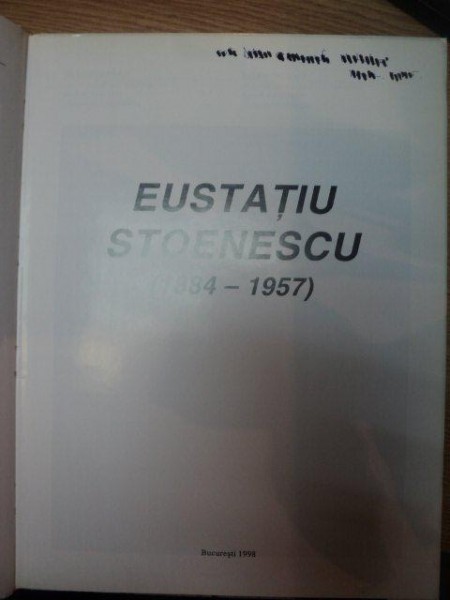 EUSTAȚIU
STOENESCU
(1884 – 1957)
București 1998